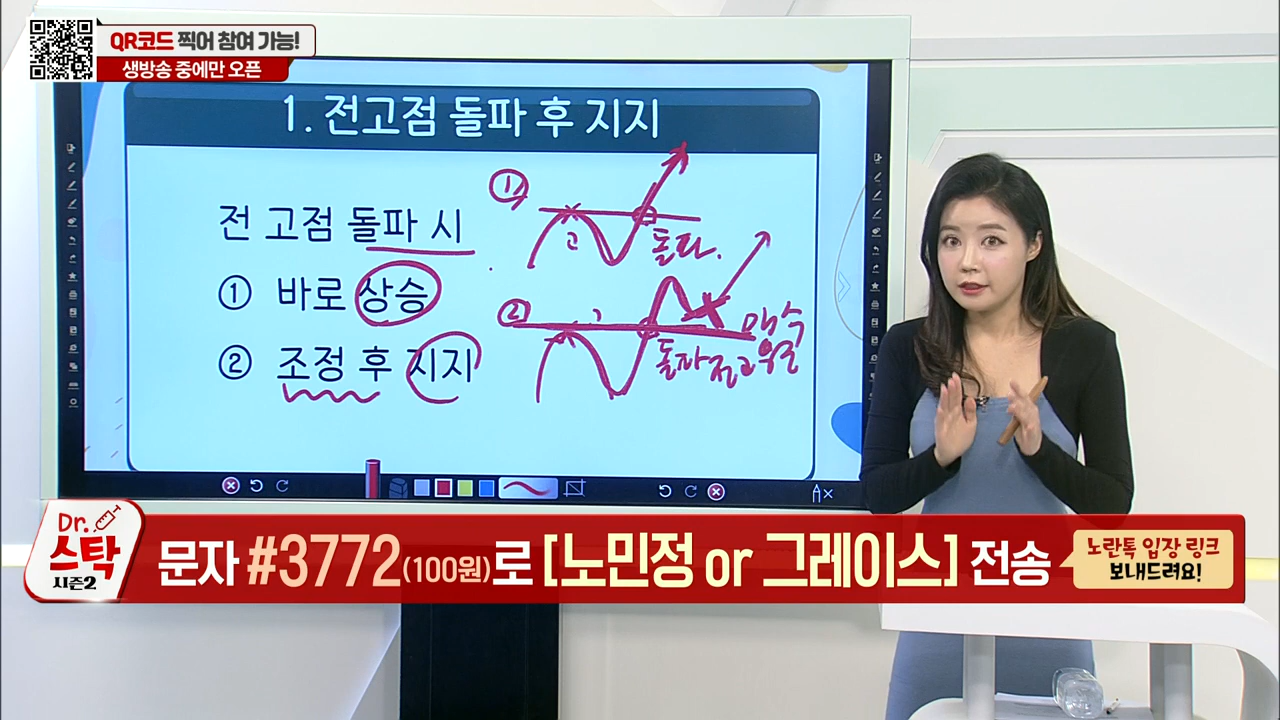 QR코드 찍어 참여 가능!
생방송 중에만 오픈
1. 전고점 돌파 후 지지
전 고점 돌파 시
① 바로 상승
② 조정 후 지지
①
고
돌파.
②
돌파
매수
Dr.
스탁
시즌2
문자 #3772(100원)로 [노민정 or 그레이스] 전송
노란톡 입장 링크
보내드려요!